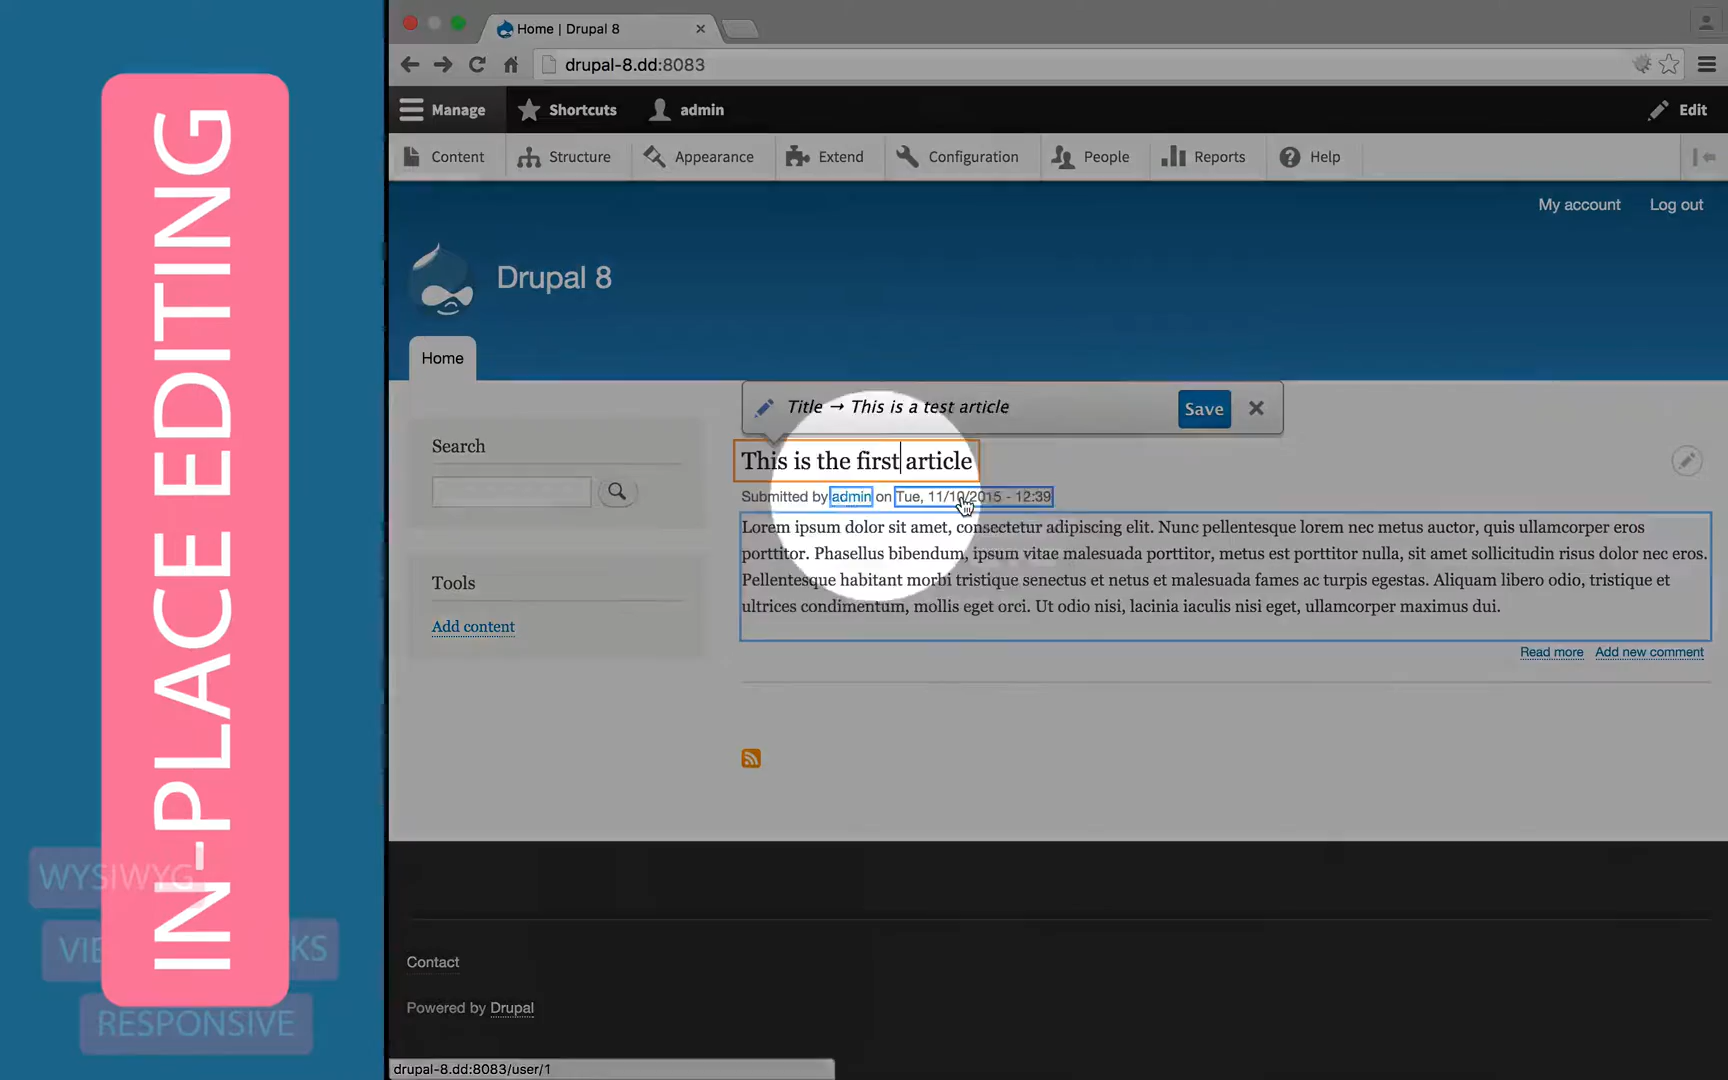 IN-PLACE EDITING
WYSIWYG
RESPONSIVE
Home | Drupal 8
drupal-8.dd:8083
Manage
Shortcuts
admin
Edit
Content
Structure
Appearance
Extend
Configuration
People
Reports
Help
My account
Log out
Drupal 8
Home
Title → This is a test article
Save
Search
This is the first article
Submitted by admin on Tue, 11/10/2015 - 12:39
Lorem ipsum dolor sit amet, consectetur adipiscing elit. Nunc pellentesque lorem nec metus auctor, quis ullamcorper eros
porttitor. Phasellus bibendum, ipsum vitae malesuada porttitor, metus est porttitor nulla, sit amet sollicitudin risus dolor nec eros.
Pellentesque habitant morbi tristique senectus et netus et malesuada fames ac turpis egestas. Aliquam libero odio, tristique et
ultrices condimentum, mollis eget orci. Ut odio nisi, lacinia iaculis nisi eget, ullamcorper maximus dui.
Tools
Add content
Read more
Add new comment
Contact
Powered by Drupal
drupal-8.dd:8083/user/1